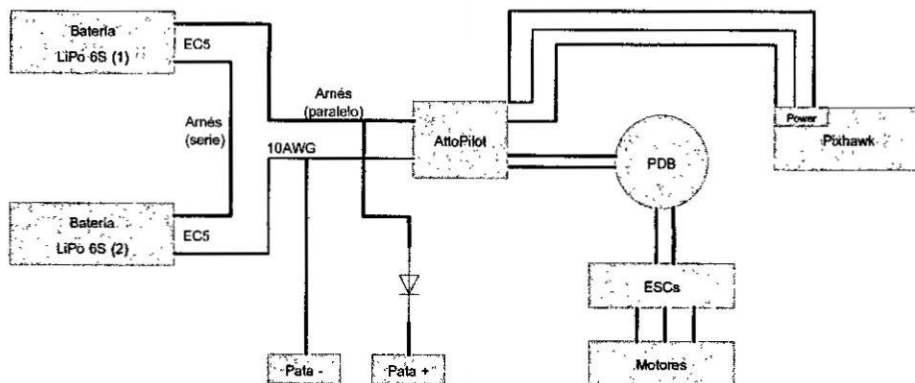 Batería
LiPo 6S (1)
EC5
Arnés
(serie)
Batería
LiPo 6S (2)
EC5
Arnés
(paralelo)
10AWG
AttoPilot
Power
Pixhawk
PDB
ESCs
Motores
Pata -
Pata +